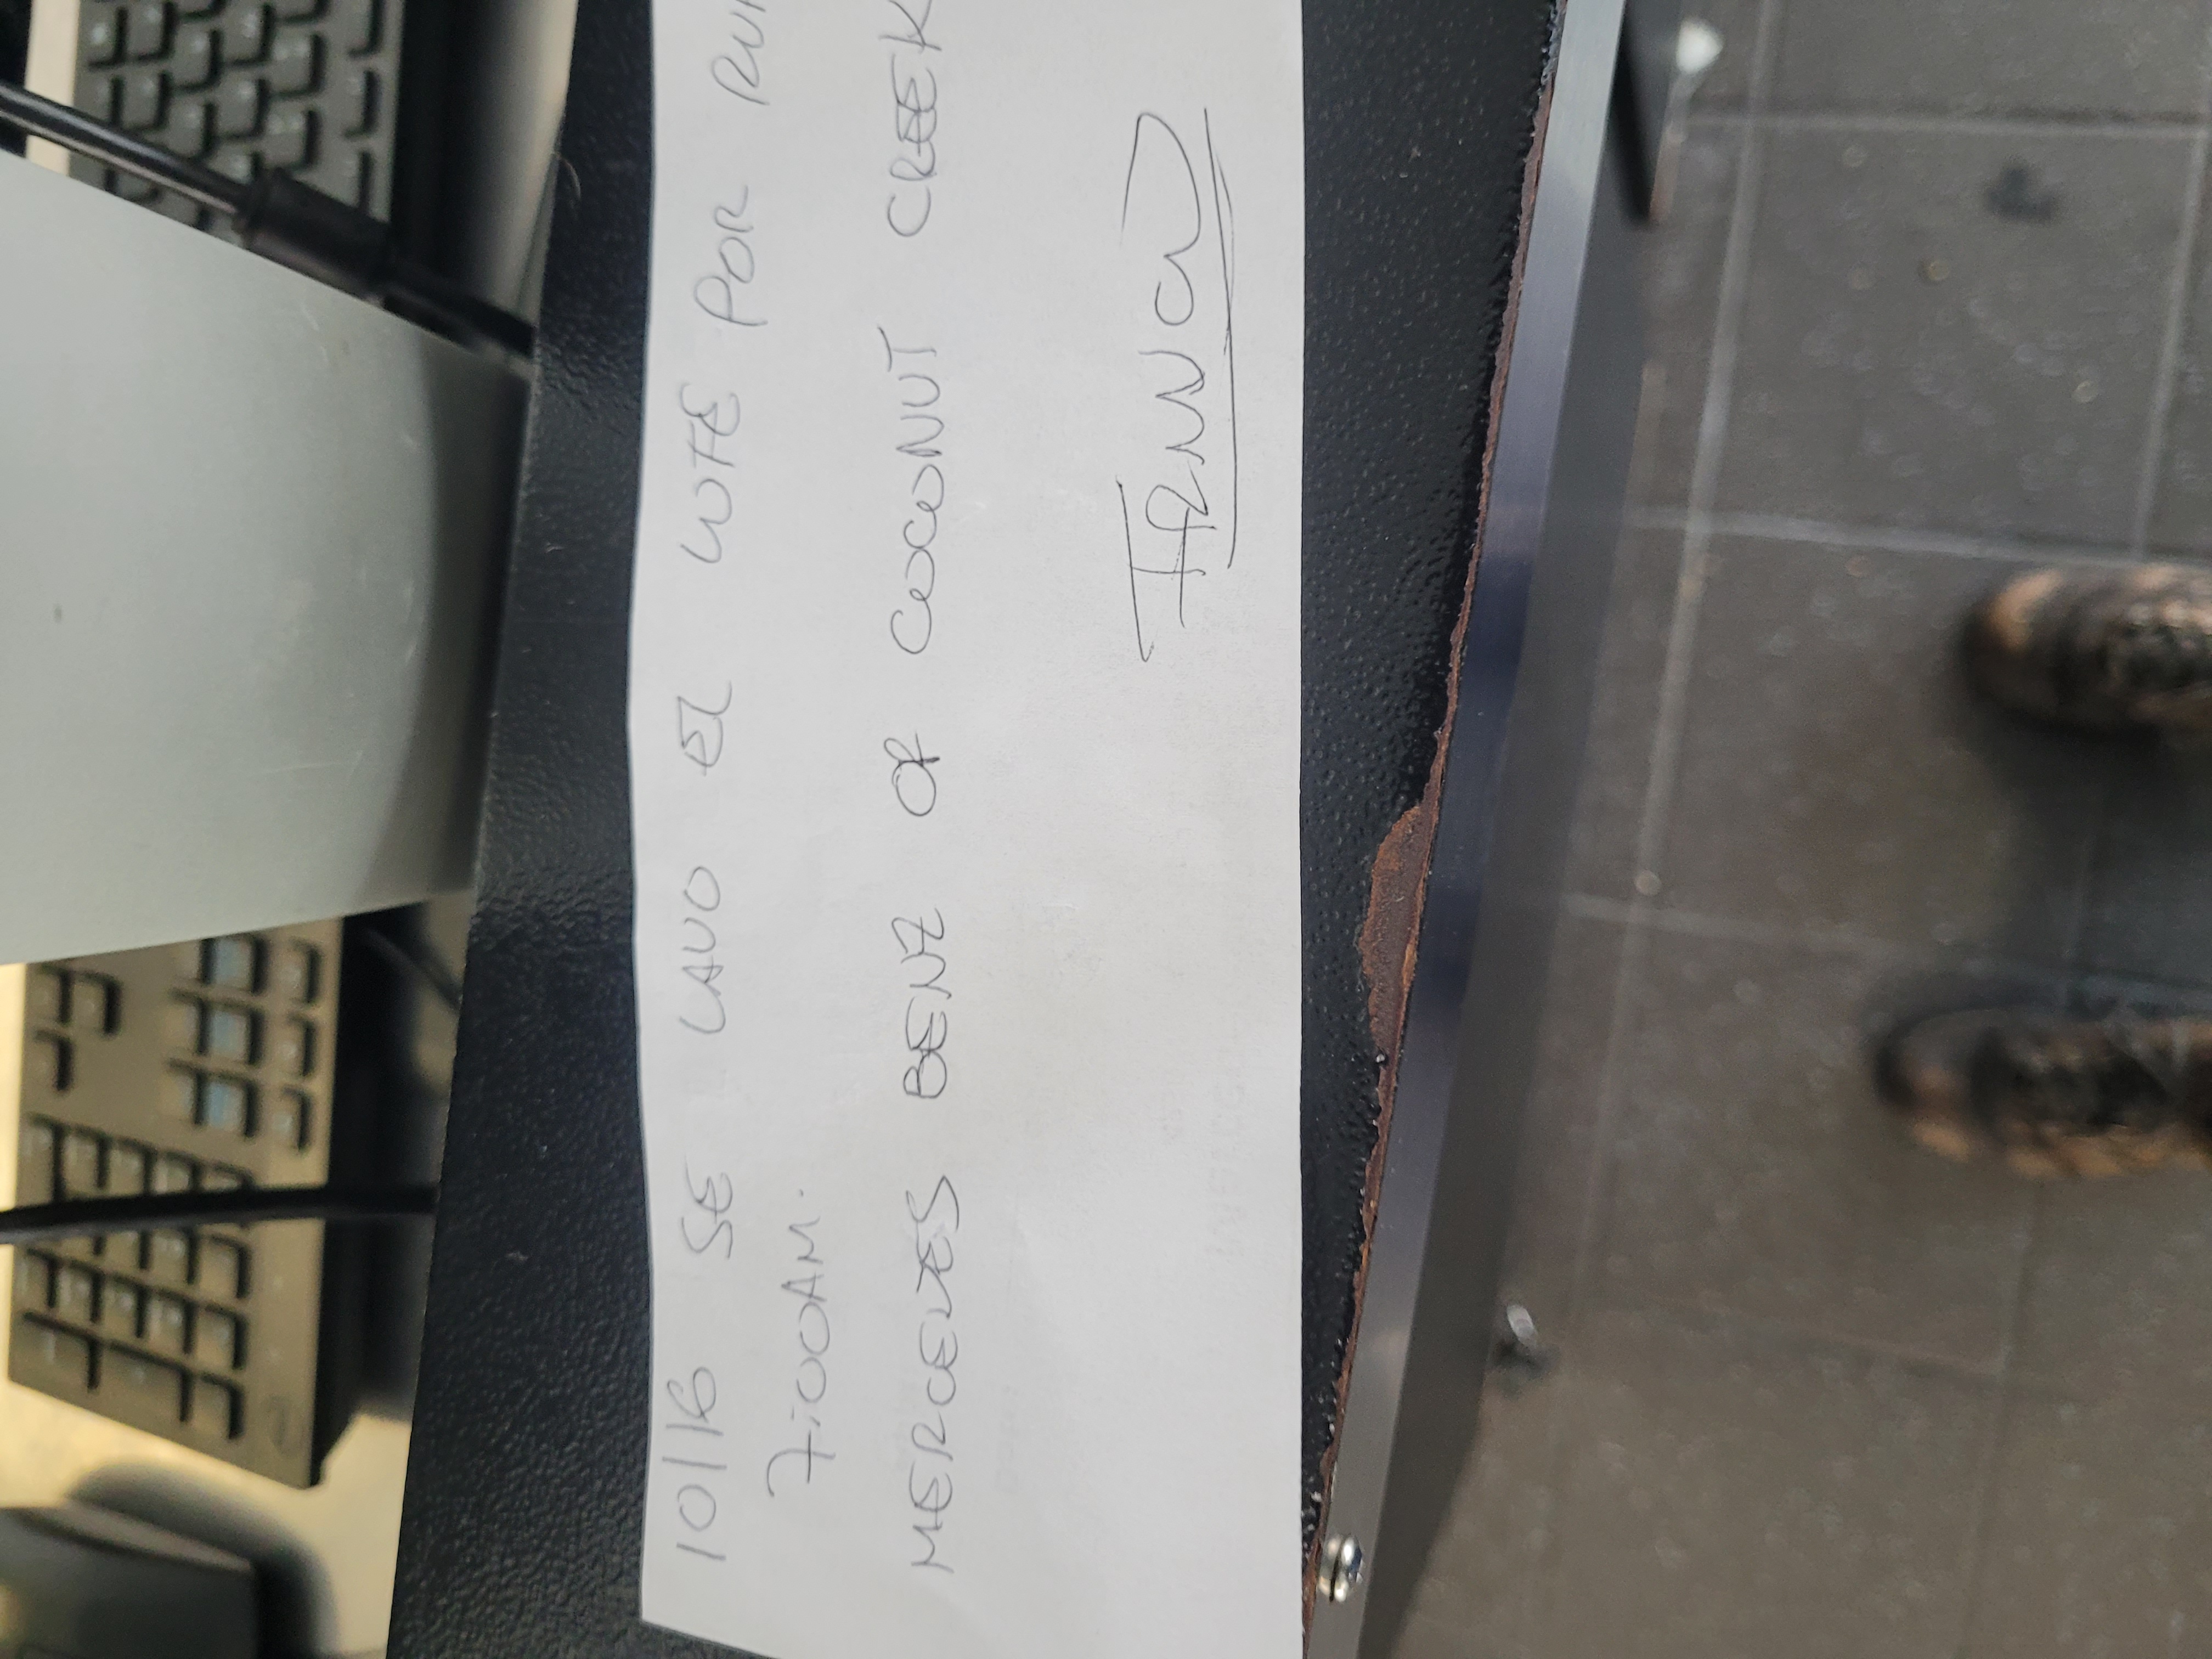 10/16 SE LAVO EL LOTE POR
7:00AM.
MERCEDES BENZ OF COCONUT CREEK